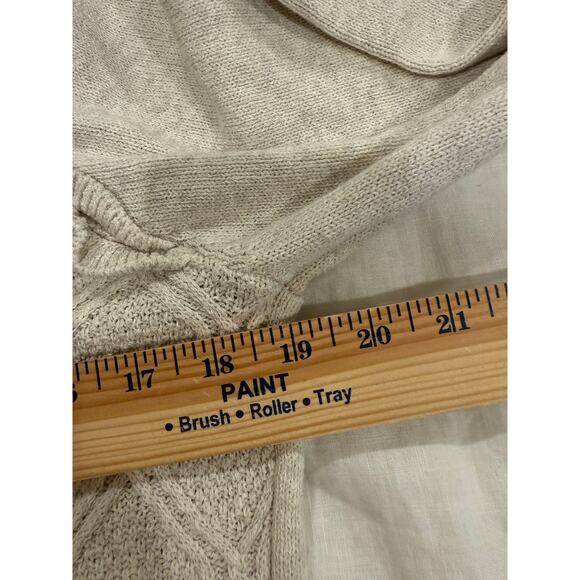 17 18 19 20 21
PAINT
• Brush • Roller • Tray